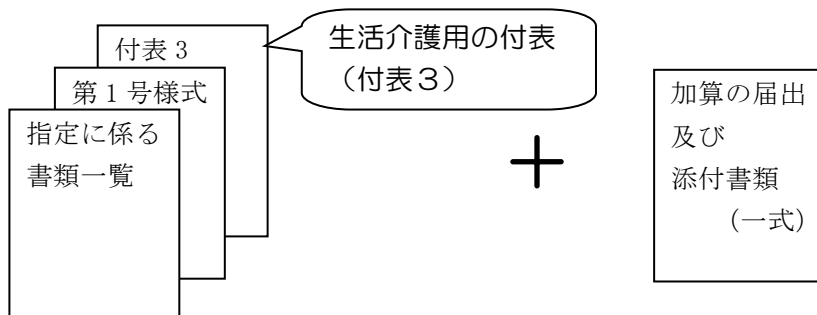 付表3
生活介護用の付表
（付表3）
第1号様式
指定に係る
書類一覧
＋
加算の届出
及び
添付書類
（一式）